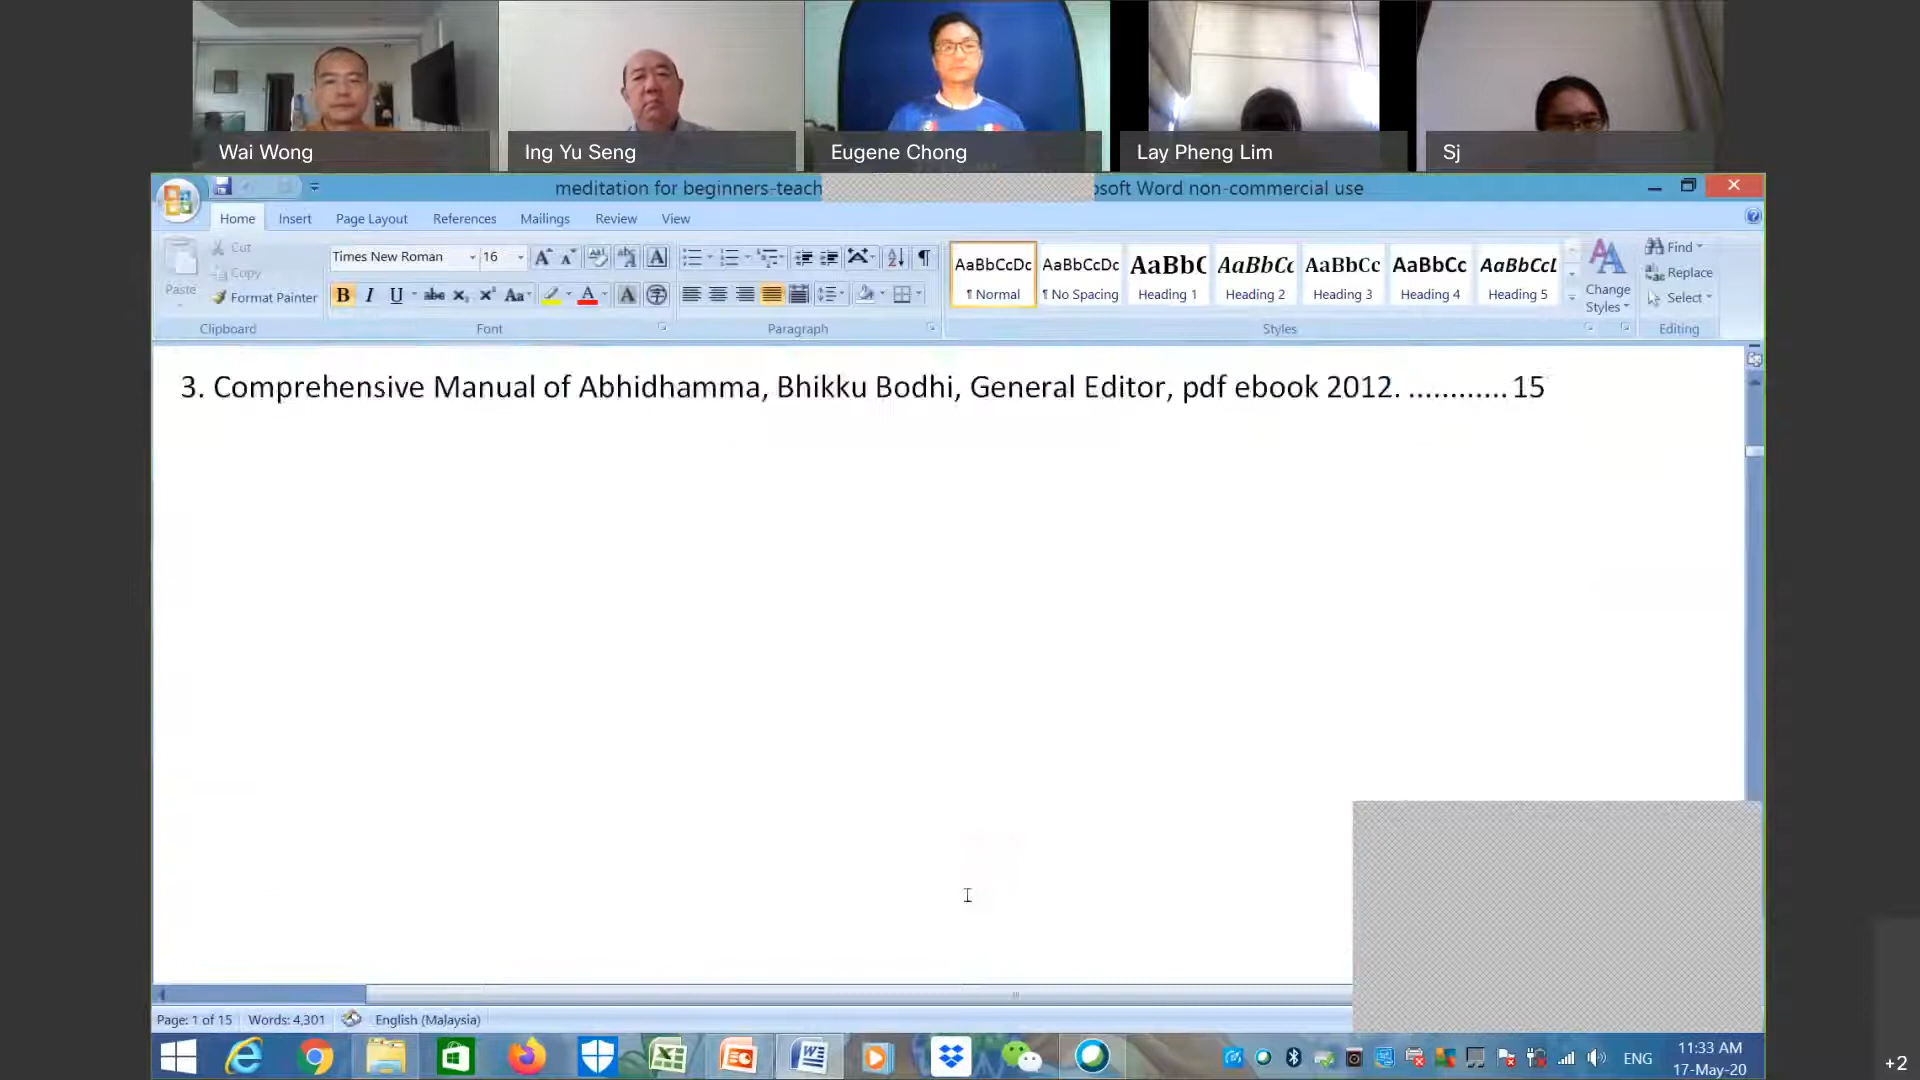 Wai Wong
Ing Yu Seng
Eugene Chong
Lay Pheng Lim
Sj
meditation for beginners-teach
osoft Word non-commercial use
Home Insert Page Layout References Mailings Review View
Paste
Cut
Copy
Format Painter
Clipboard
Times New Roman 16
Font
Paragraph
AaBbCcDc AaBbCcDc AaBbC AaBbCc AaBbCc AaBbCc AaBbCcL
¶ Normal ¶ No Spacing Heading 1 Heading 2 Heading 3 Heading 4 Heading 5
Styles
Change
Styles
Find
Replace
Select
Editing
3. Comprehensive Manual of Abhidhamma, Bhikku Bodhi, General Editor, pdf ebook 2012. ............ 15
Page: 1 of 15 Words: 4,301 English (Malaysia)
ENG
11:33 AM
17-May-20
+2